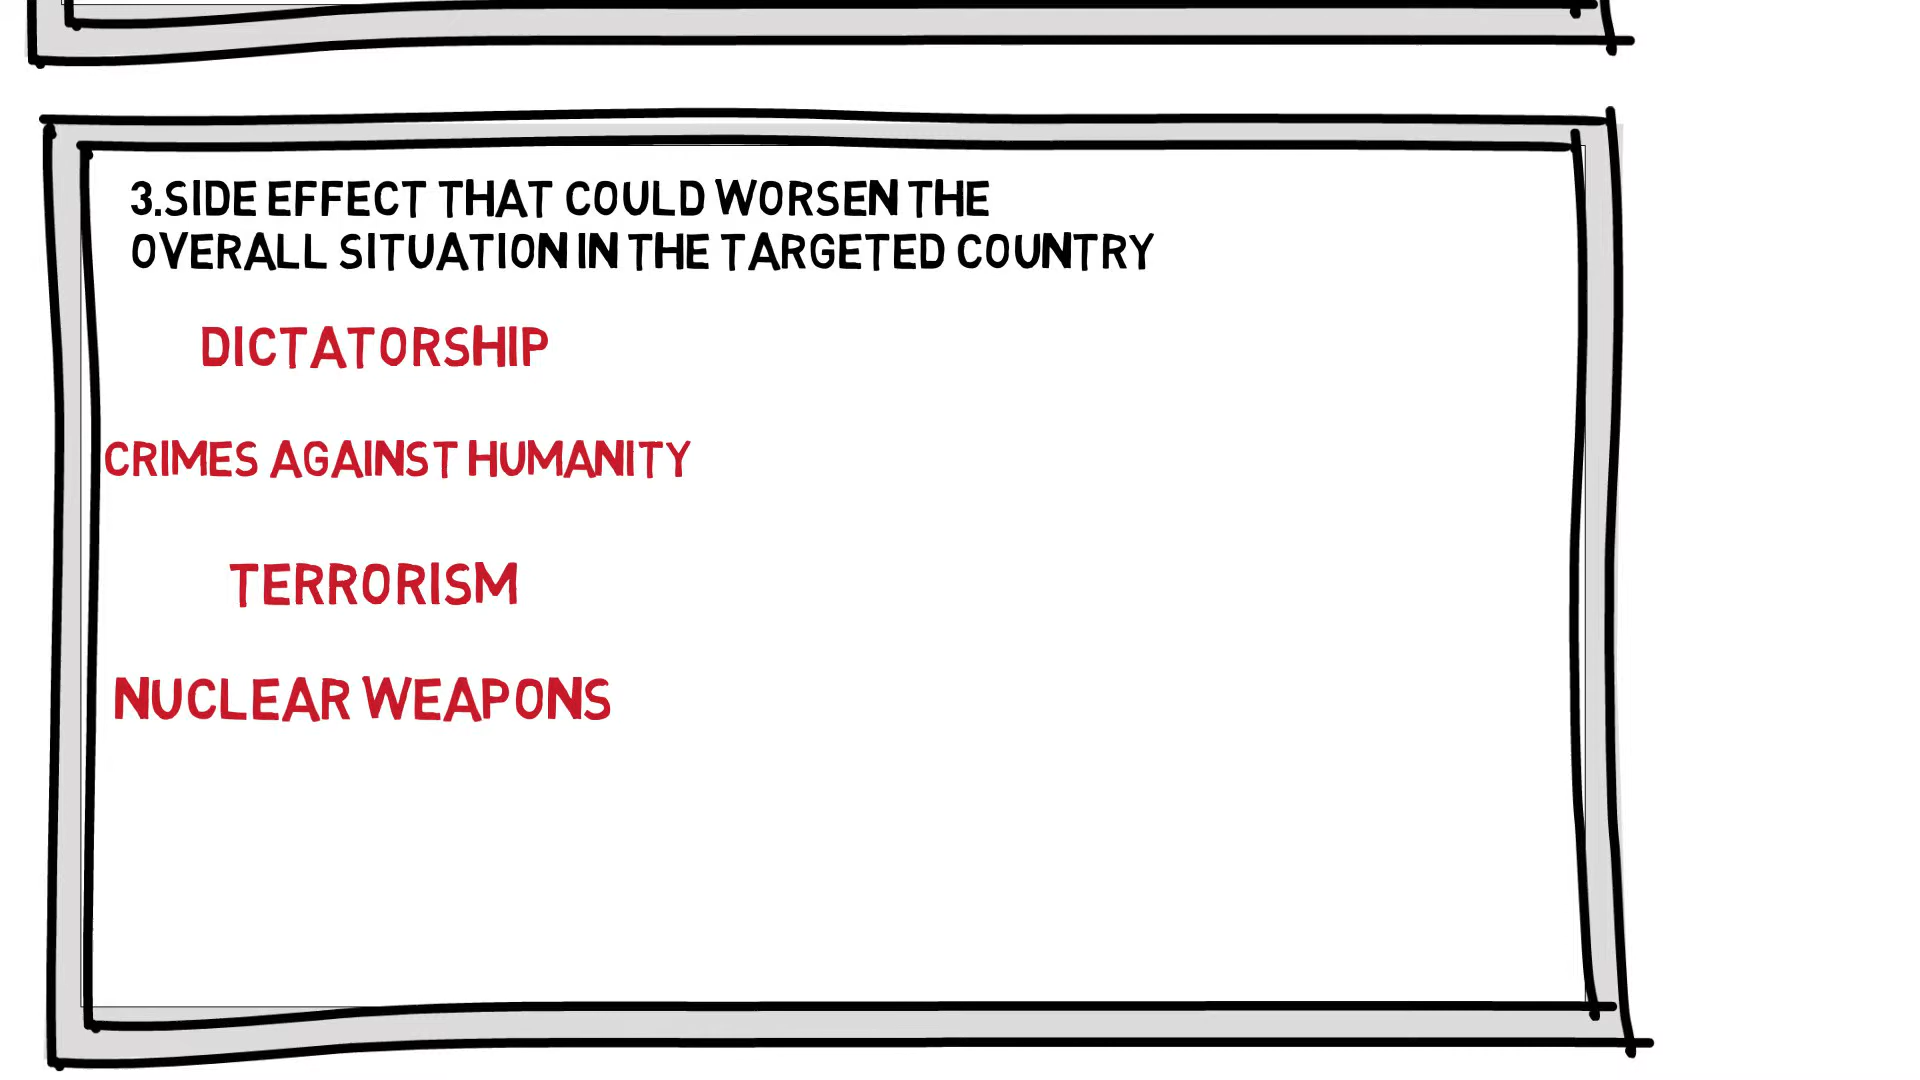 3.SIDE EFFECT THAT COULD WORSEN THE
OVERALL SITUATION IN THE TARGETED COUNTRY
DICTATORSHIP
CRIMES AGAINST HUMANITY
TERRORISM
NUCLEAR WEAPONS